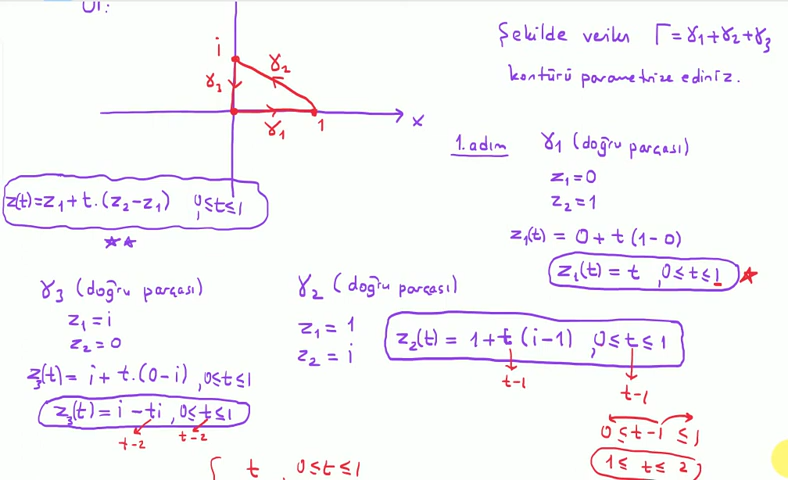 Ör:
Şekilde verilen Γ=γ1+γ2+γ3
konturü parametrize ediniz.
i
γ2
γ3
γ1
1
x
z(t)=z1+t.(z2-z1) ,0≤t≤1
★★
1.adım γ1 (doğru parçası)
z1=0
z2=1
z1(t) = 0+t(1-0)
z1(t) = t ,0≤t≤1 ★
γ3 (doğru parçası)
z1=i
z2=0
z3(t)= i+t.(0-i) ,0≤t≤1
z3(t)=i-ti ,0≤t≤1
t-2 t-2
γ2 (doğru parçası)
z1=1
z2=i
z2(t) = 1+t(i-1) ,0≤t≤1
t-1 t-1
0≤t-1≤1
1≤t≤2
t ,0≤t≤1